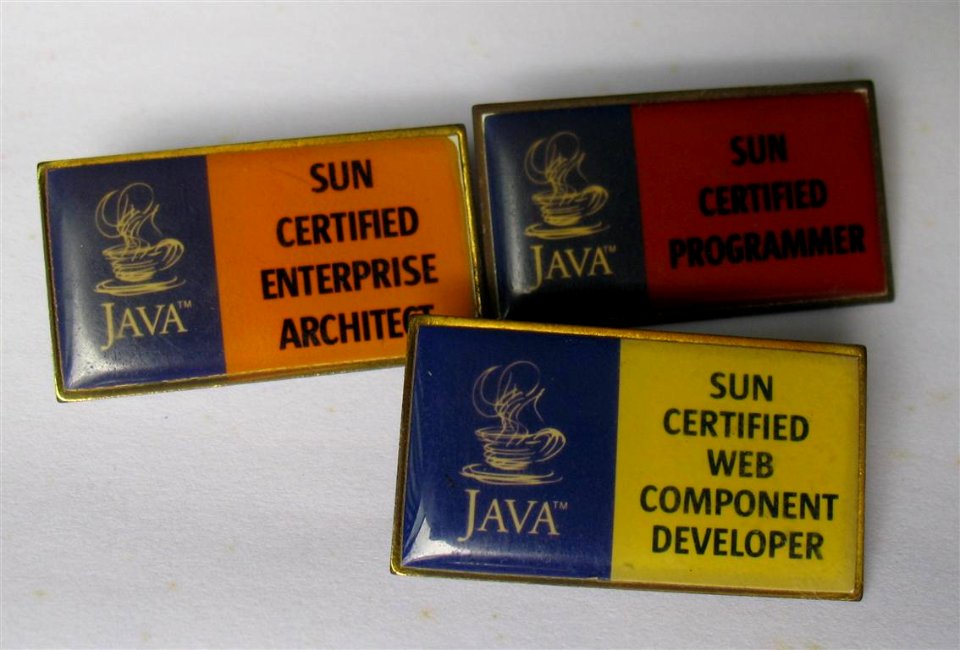 JAVA™
SUN
CERTIFIED
ENTERPRISE
ARCHITECT
JAVA™
SUN
CERTIFIED
PROGRAMMER
JAVA™
SUN
CERTIFIED
WEB
COMPONENT
DEVELOPER